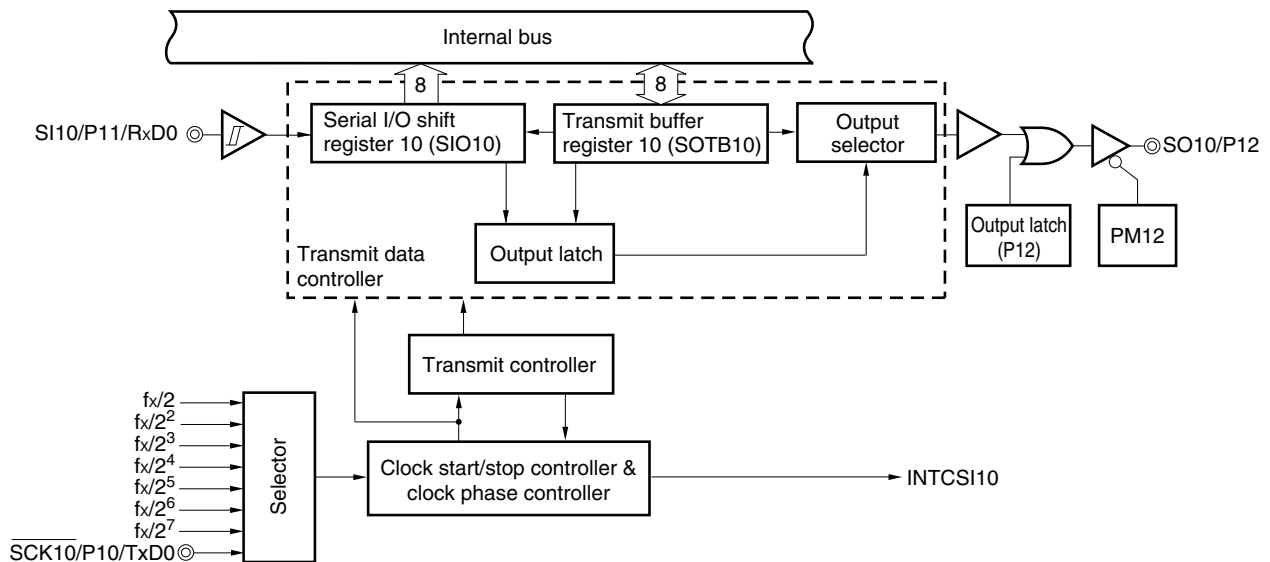 Internal bus
8
8
SI10/P11/RxD0
Serial I/O shift
register 10 (SIO10)
Transmit buffer
register 10 (SOTB10)
Output
selector
SO10/P12
Output latch
(P12)
PM12
Transmit data
controller
Output latch
Transmit controller
fx/2
fx/2²
fx/2³
fx/2⁴
fx/2⁵
fx/2⁶
fx/2⁷
S̅C̅K̅1̅0̅/P10/TxD0
Selector
Clock start/stop controller &
clock phase controller
INTCSI10